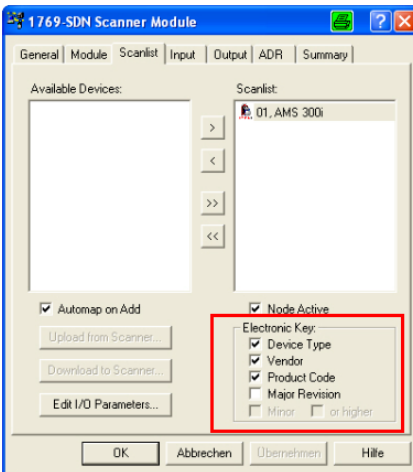 1769-SDN Scanner Module
General Module Scanlist Input Output ADR Summary
Available Devices:
Scanlist:
01, AMS 300i
>
<
>>
<<
Automap on Add
Node Active
Upload from Scanner...
Download to Scanner...
Edit I/O Parameters...
Electronic Key:
Device Type
Vendor
Product Code
Major Revision
Minor or higher
OK Abbrechen Übernehmen Hilfe